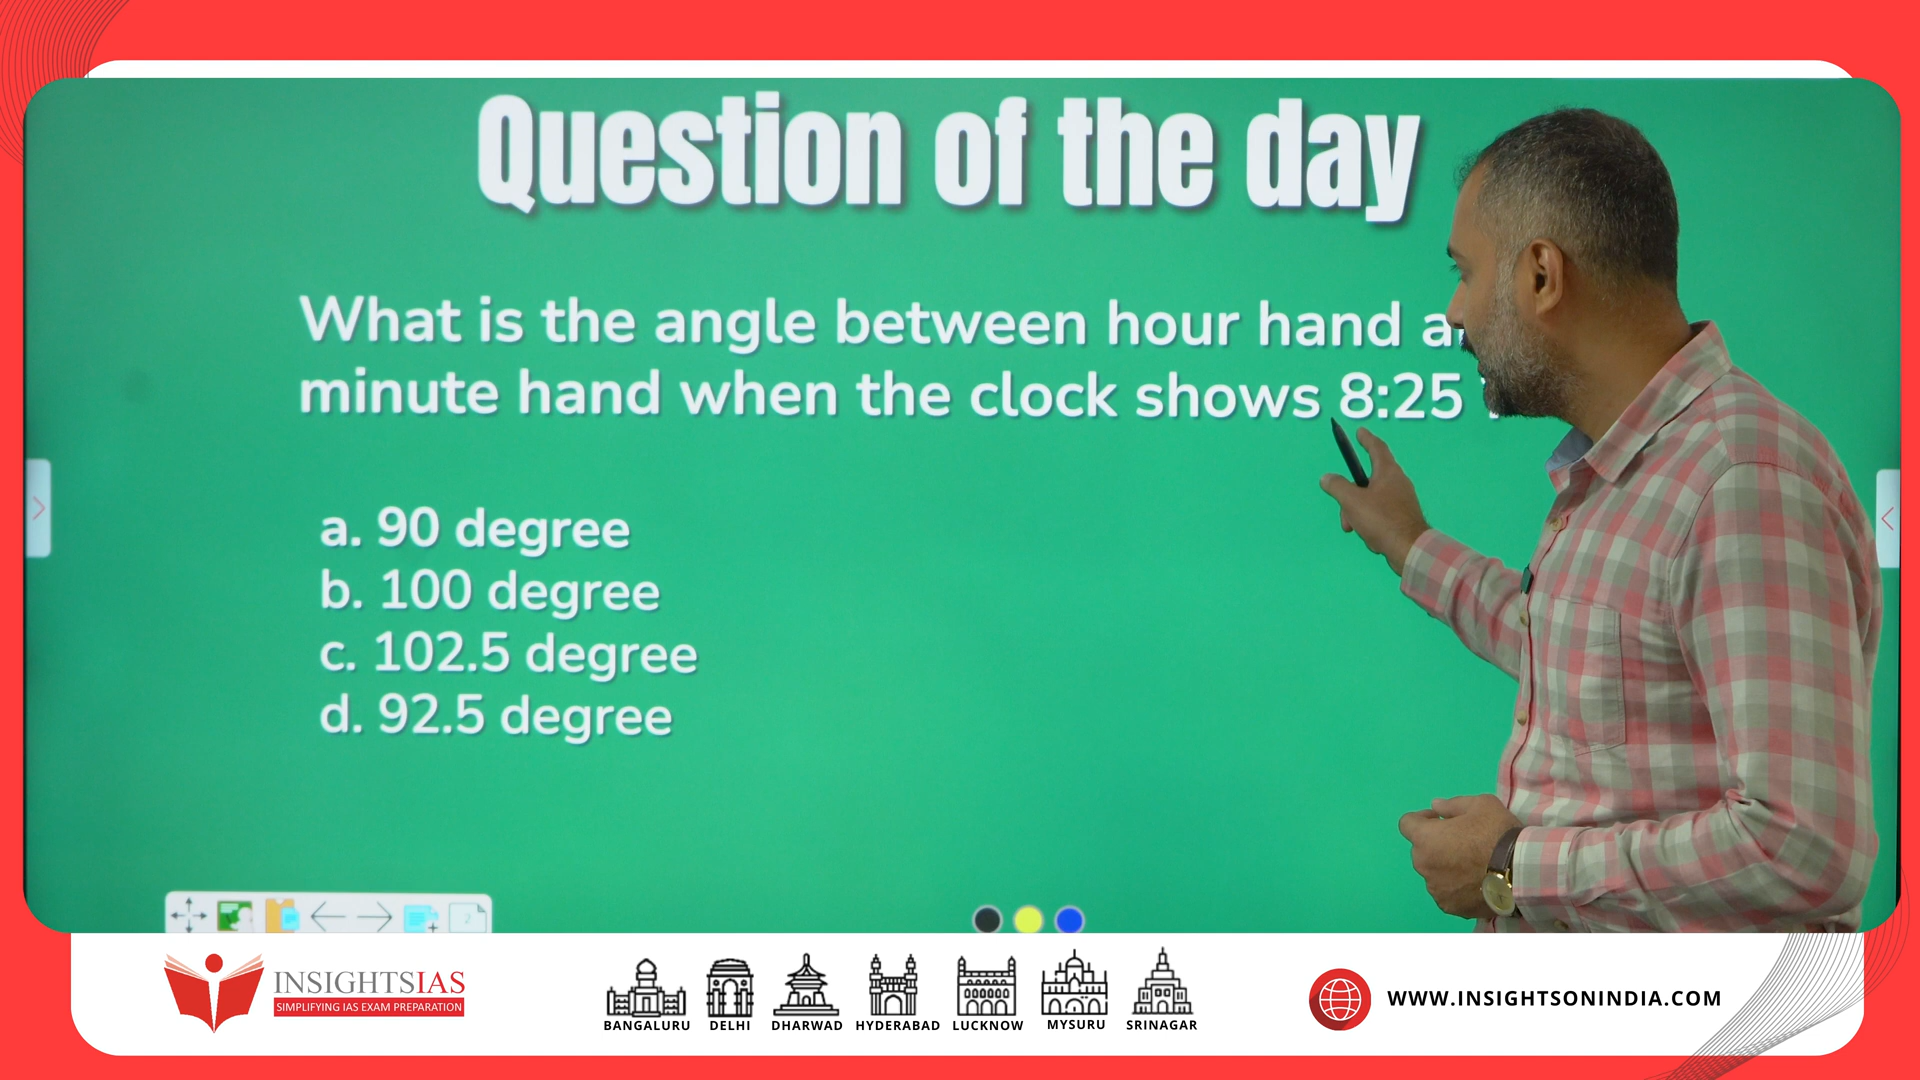 Question of the day
What is the angle between hour hand
minute hand when the clock shows 8:25
a. 90 degree
b. 100 degree
c. 102.5 degree
d. 92.5 degree
2
INSIGHTSIAS
SIMPLIFYING IAS EXAM PREPARATION
BANGALURU DELHI DHARWAD HYDERABAD LUCKNOW MYSURU SRINAGAR
WWW.INSIGHTSONINDIA.COM